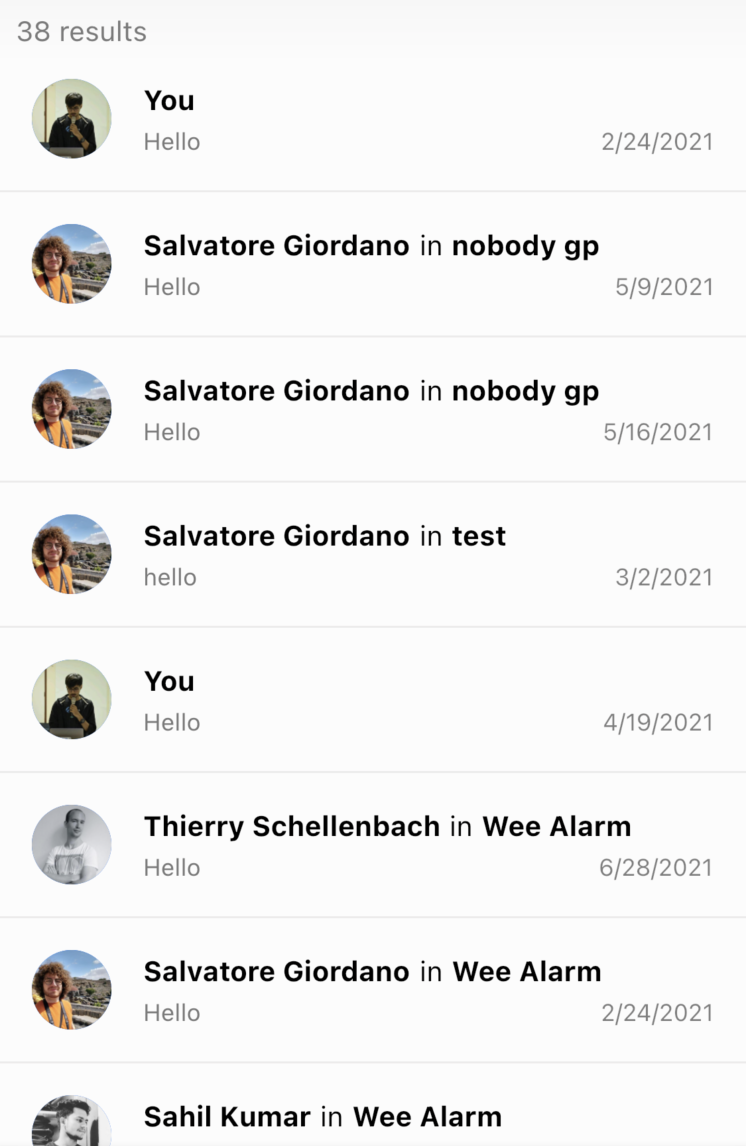 38 results
You
Hello 2/24/2021
Salvatore Giordano in nobody gp
Hello 5/9/2021
Salvatore Giordano in nobody gp
Hello 5/16/2021
Salvatore Giordano in test
hello 3/2/2021
You
Hello 4/19/2021
Thierry Schellenbach in Wee Alarm
Hello 6/28/2021
Salvatore Giordano in Wee Alarm
Hello 2/24/2021
Sahil Kumar in Wee Alarm